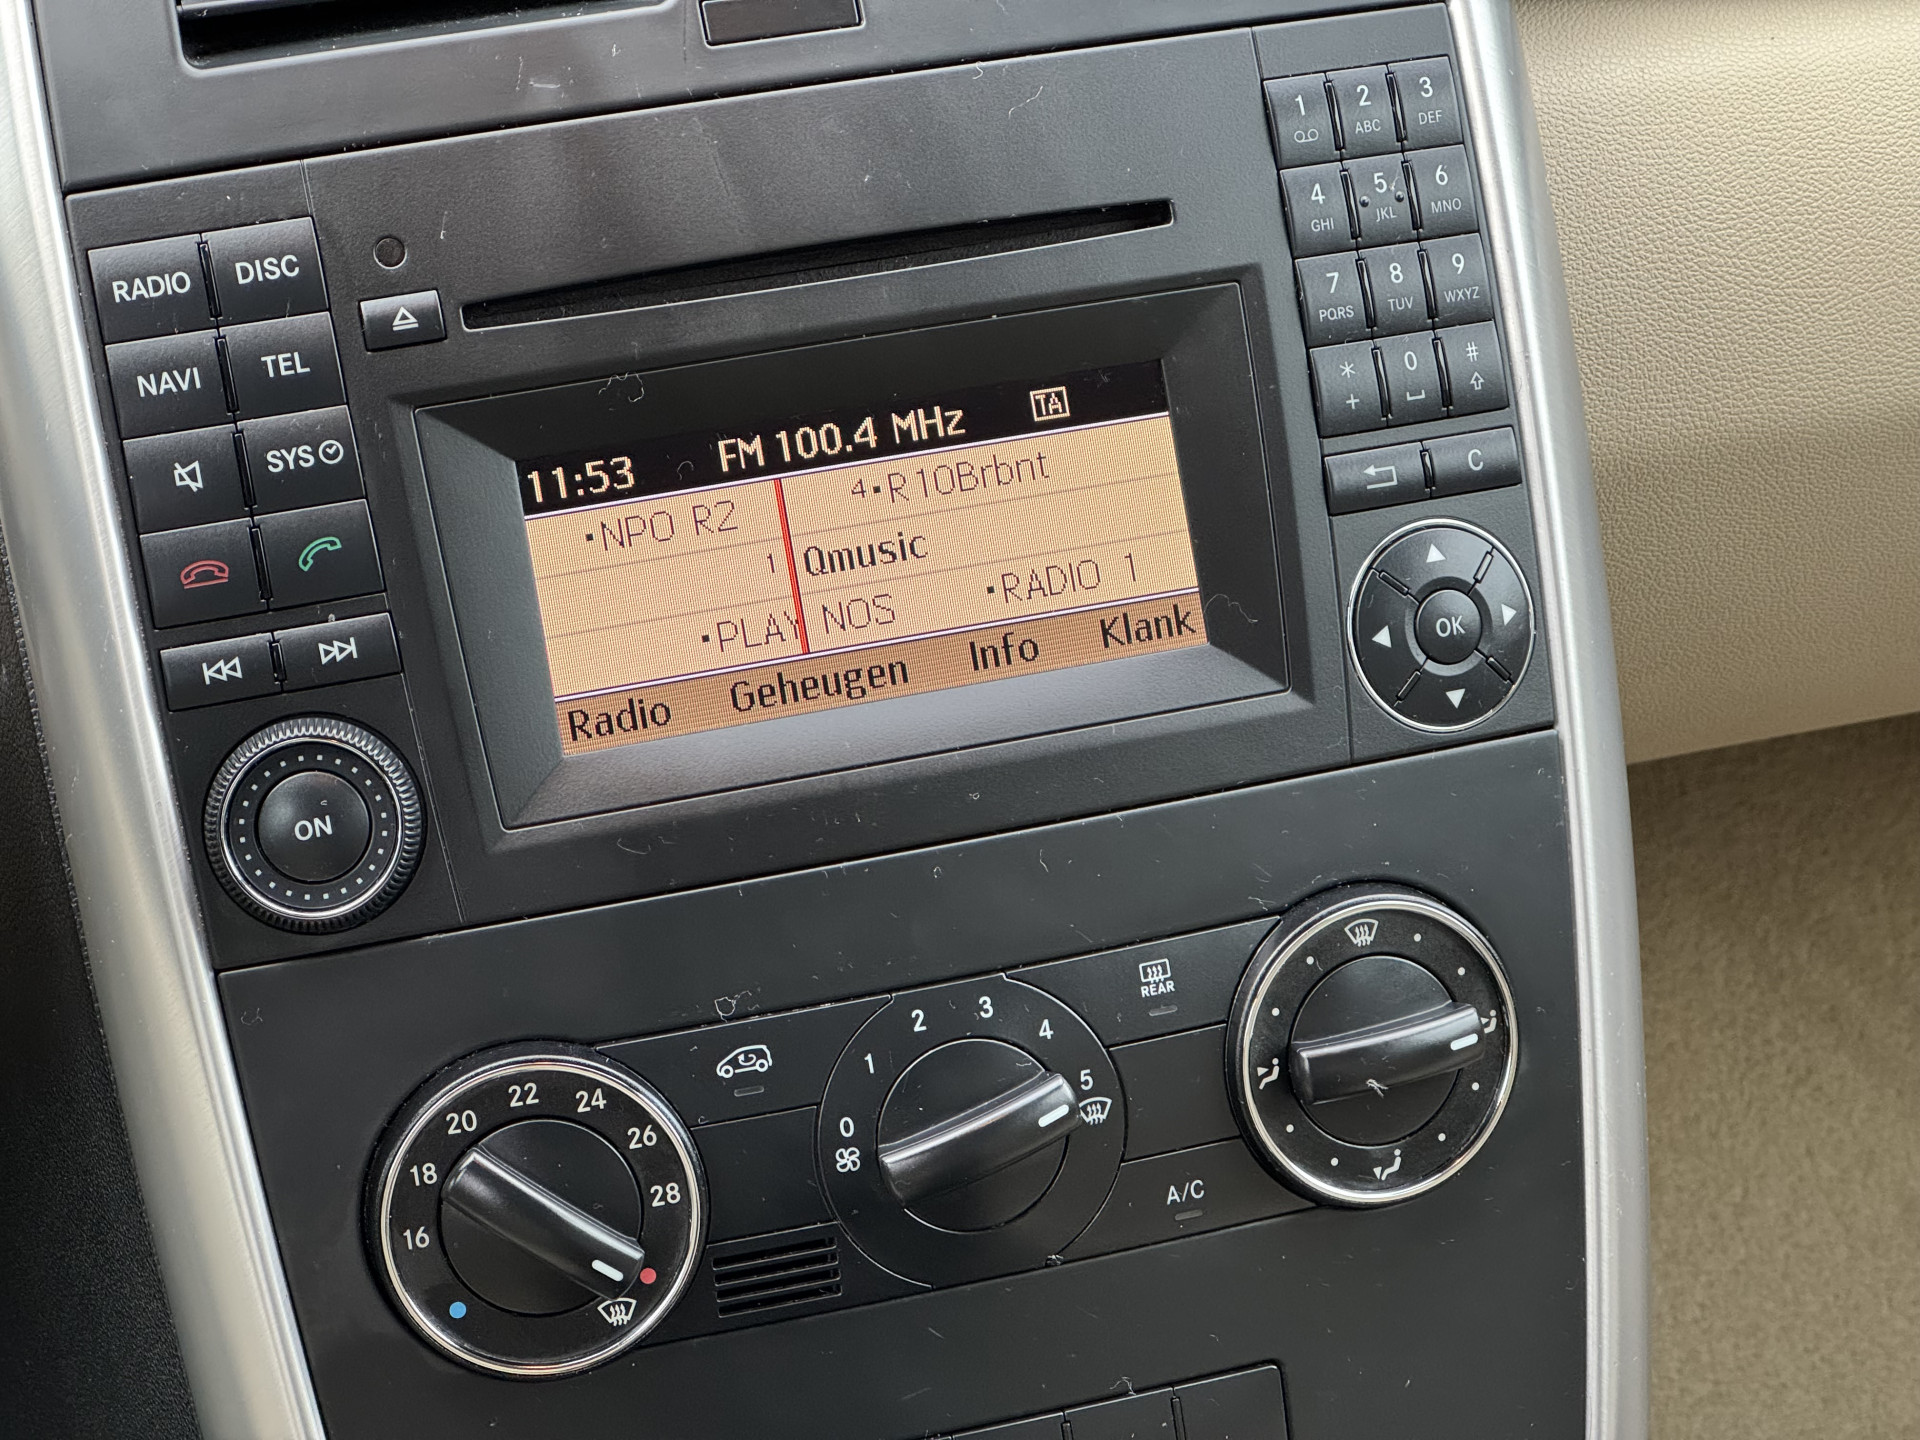 1
2 ABC
3 DEF
4 GHI
5 JKL
6 MNO
7 PQRS
8 TUV
9 WXYZ
* +
0
#
C
OK
RADIO
DISC
NAVI
TEL
SYS
ON
11:53
FM 100.4 MHz
TA
·NPO R2
4·R10Brbnt
1 Qmusic
·PLAY NOS
·RADIO 1
Radio
Geheugen
Info
Klank
16
18
20
22
24
26
28
0
1
2
3
4
5
REAR
A/C